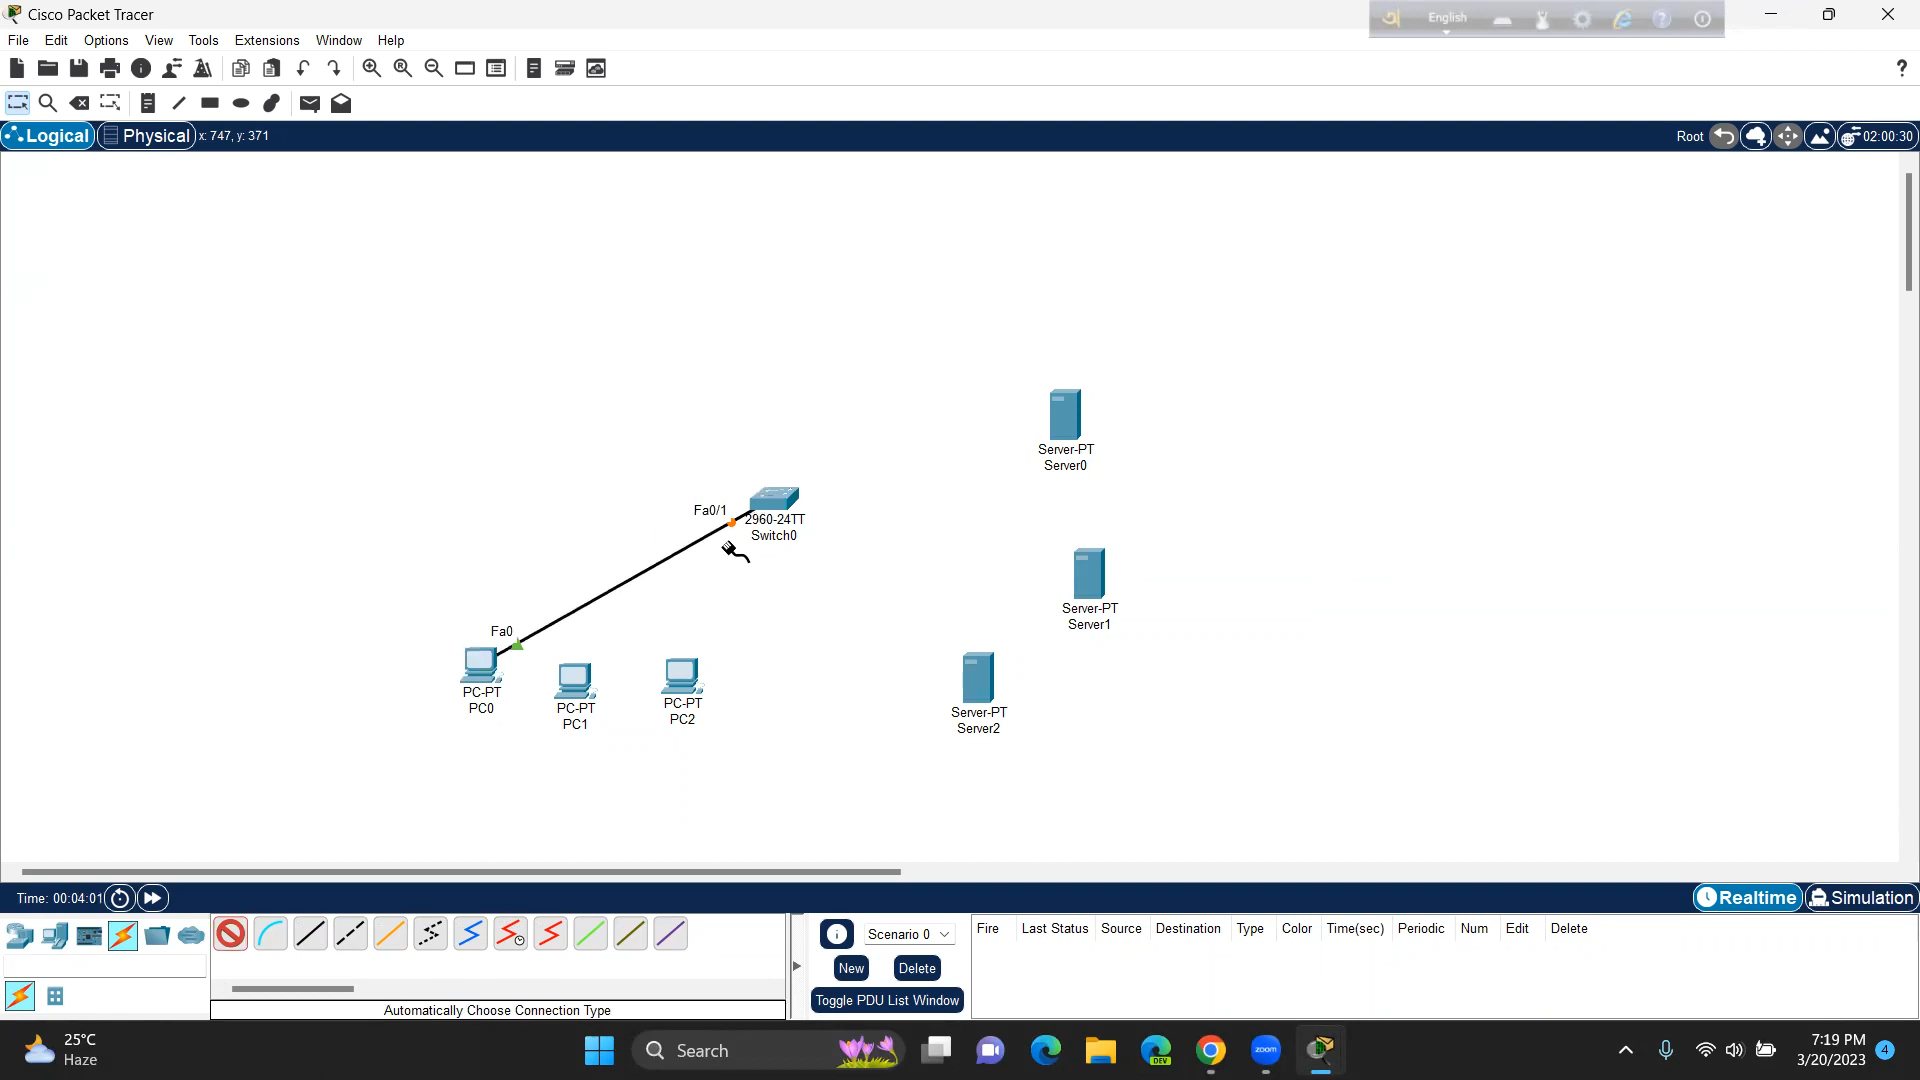 Cisco Packet Tracer
English
File Edit Options View Tools Extensions Window Help
Logical Physical x: 747, y: 371
Root 02:00:30
Server-PT
Server0
Fa0/1
2960-24TT
Switch0
Server-PT
Server1
Fa0
PC-PT
PC0
PC-PT
PC1
PC-PT
PC2
Server-PT
Server2
Time: 00:04:01
Realtime Simulation
Scenario 0
New Delete
Toggle PDU List Window
Fire Last Status Source Destination Type Color Time(sec) Periodic Num Edit Delete
Automatically Choose Connection Type
25°C
Haze
Search
DEV
zoom
7:19 PM
3/20/2023
4